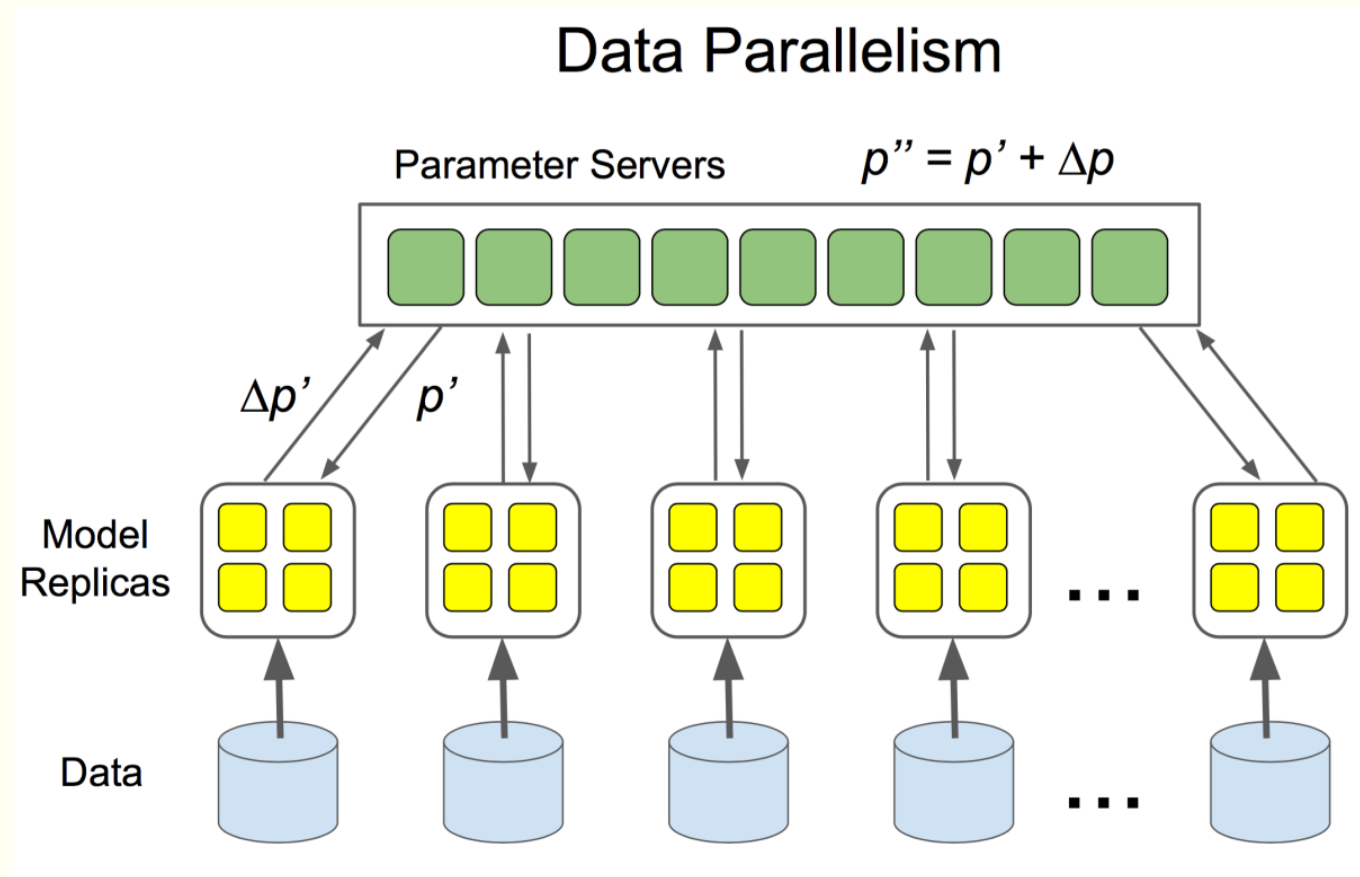 Data Parallelism
Parameter Servers
p’’ = p’ + Δp
Δp’
p’
Model
Replicas
...
Data
...